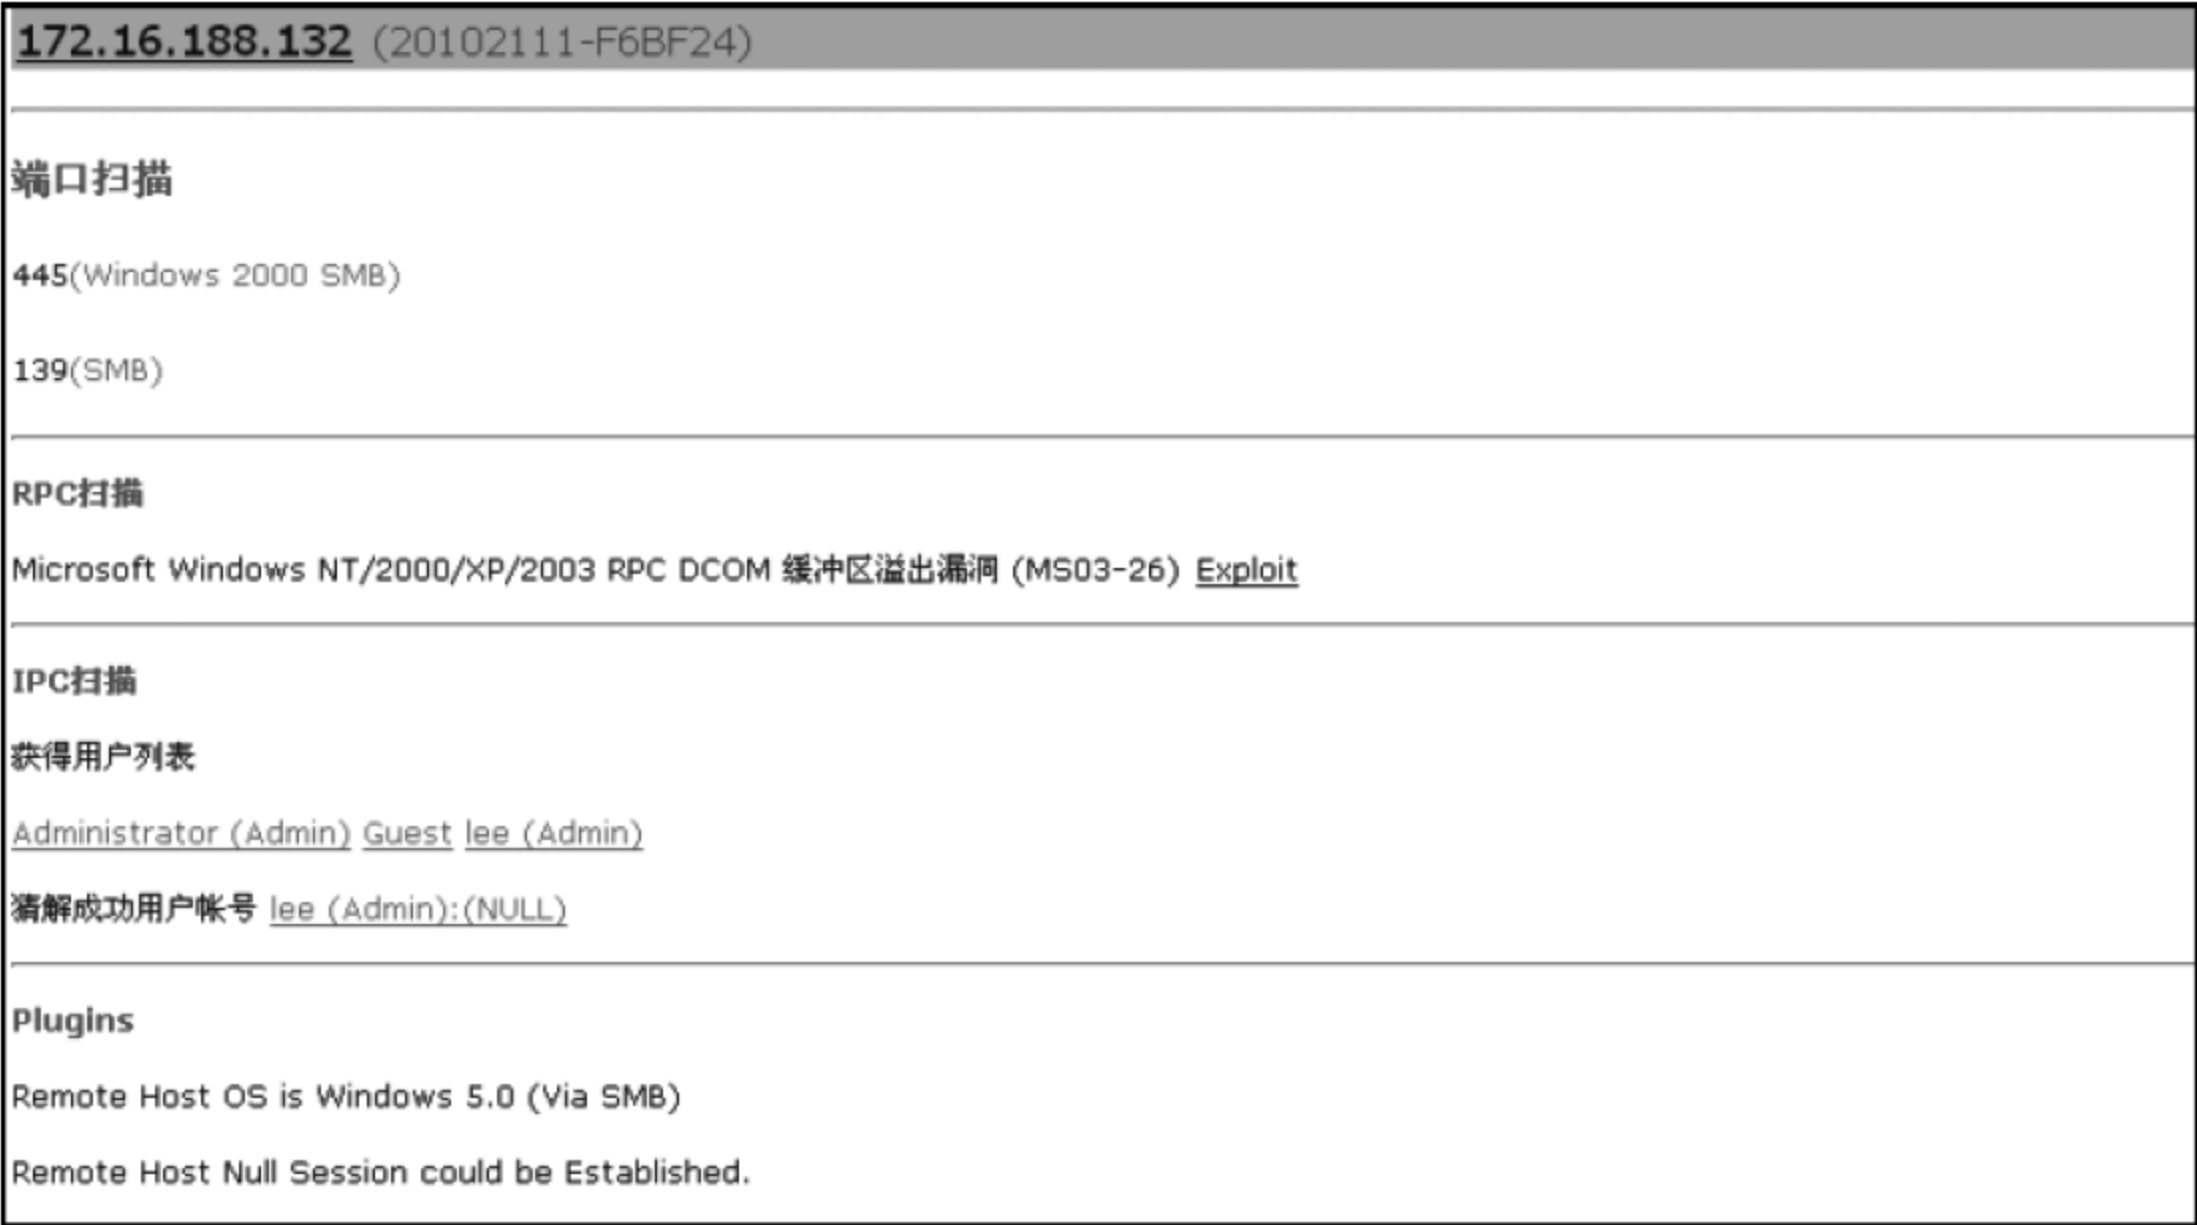 172.16.188.132 (20102111-F6BF24)
端口扫描
445(Windows 2000 SMB)
139(SMB)
RPC扫描
Microsoft Windows NT/2000/XP/2003 RPC DCOM 缓冲区溢出漏洞 (MS03-26) Exploit
IPC扫描
获得用户列表
Administrator (Admin) Guest lee (Admin)
猜解成功用户帐号 lee (Admin):(NULL)
Plugins
Remote Host OS is Windows 5.0 (Via SMB)
Remote Host Null Session could be Established.